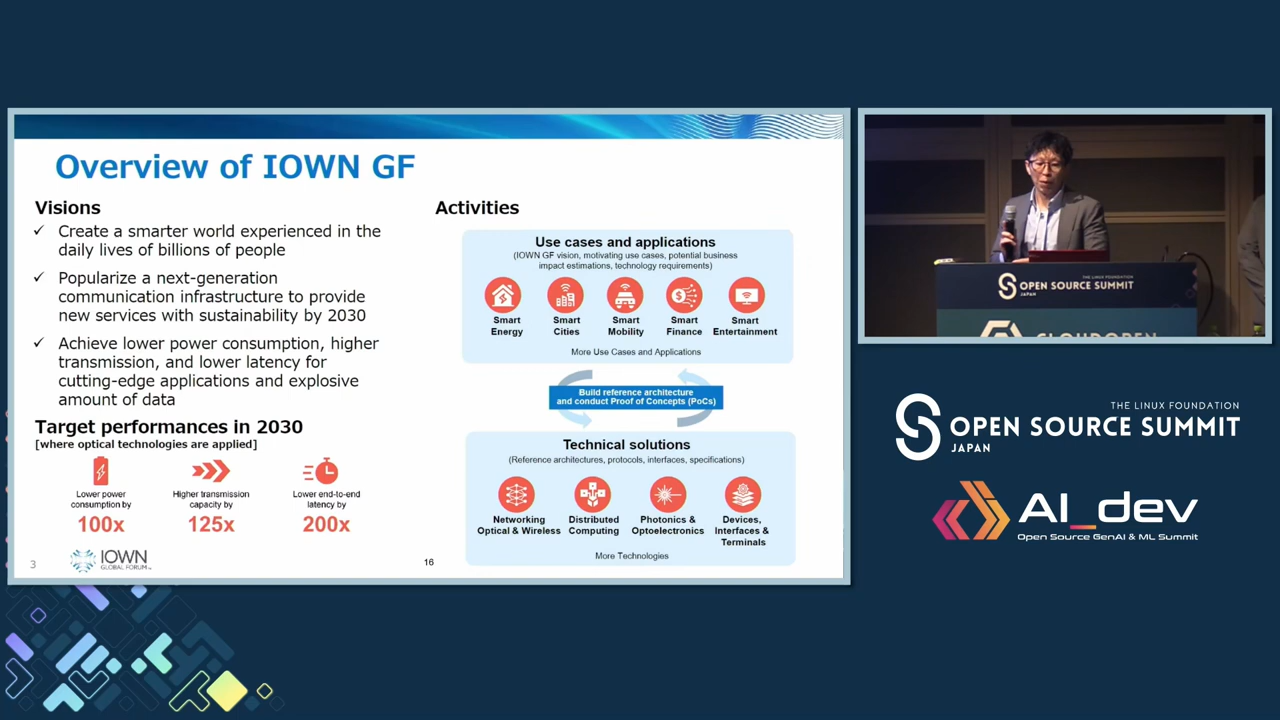 Overview of IOWN GF
Visions
✓ Create a smarter world experienced in the
daily lives of billions of people
✓ Popularize a next-generation
communication infrastructure to provide
new services with sustainability by 2030
✓ Achieve lower power consumption, higher
transmission, and lower latency for
cutting-edge applications and explosive
amount of data
Target performances in 2030
[where optical technologies are applied]
Lower power
consumption by
100x
Higher transmission
capacity by
125x
Lower end-to-end
latency by
200x
3
IOWN
GLOBAL FORUM™
16
Activities
Use cases and applications
(IOWN GF vision, motivating use cases, potential business
impact estimations, technology requirements)
Smart
Energy
Smart
Cities
Smart
Mobility
Smart
Finance
Smart
Entertainment
More Use Cases and Applications
Build reference architecture
and conduct Proof of Concepts (PoCs)
Technical solutions
(Reference architectures, protocols, interfaces, specifications)
Networking
Optical & Wireless
Distributed
Computing
Photonics &
Optoelectronics
Devices,
Interfaces &
Terminals
More Technologies
THE LINUX FOUNDATION
OPEN SOURCE SUMMIT
JAPAN
CLOUDOPEN
THE LINUX FOUNDATION
OPEN SOURCE SUMMIT
JAPAN
AI_dev
Open Source GenAI & ML Summit